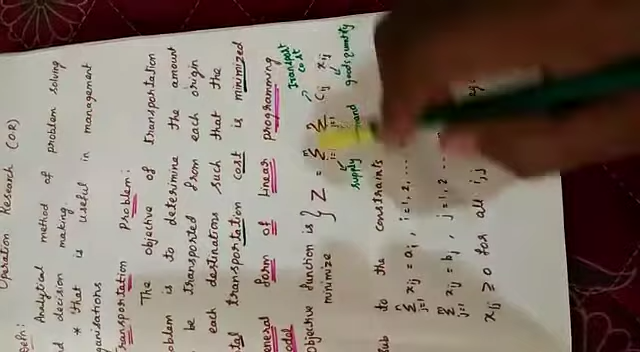 Operation Research (OR)
Defn:
Analytical method of problem solving
and decision making.
* that is useful in management
organisations
Transportation Problem:
The objective of transportation
problem is to determine the amount
to be transported from each origin
each destinations such that the
total transportation cost is minimized
General form of Linear programming
model
Transport cost
Objective function is } Z = Σ Σ Cij xij
minimize
supply
goods quantity
Sub to the constraints
Σ xij = ai, i = 1, 2, ...
Σ xij = bj, j = 1, 2 ...
xij ≥ 0 for all i, j